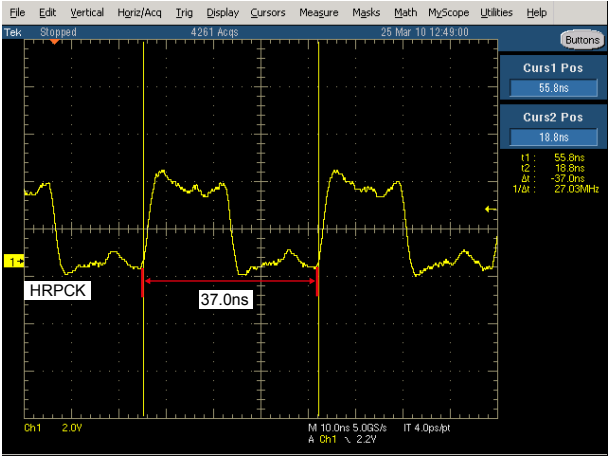 File Edit Vertical Horiz/Acq Trig Display Cursors Measure Masks Math MyScope Utilities Help
Tek Stopped 4261 Acqs 25 Mar 10 12:49:00
Buttons
Curs1 Pos
55.8ns
Curs2 Pos
18.8ns
t1 : 55.8ns
t2 : 18.8ns
Δt : -37.0ns
1/Δt : 27.03MHz
1
HRPCK
37.0ns
Ch1 2.0V M 10.0ns 5.0GS/s IT 4.0ps/pt
A Ch1 ∖ 2.2V